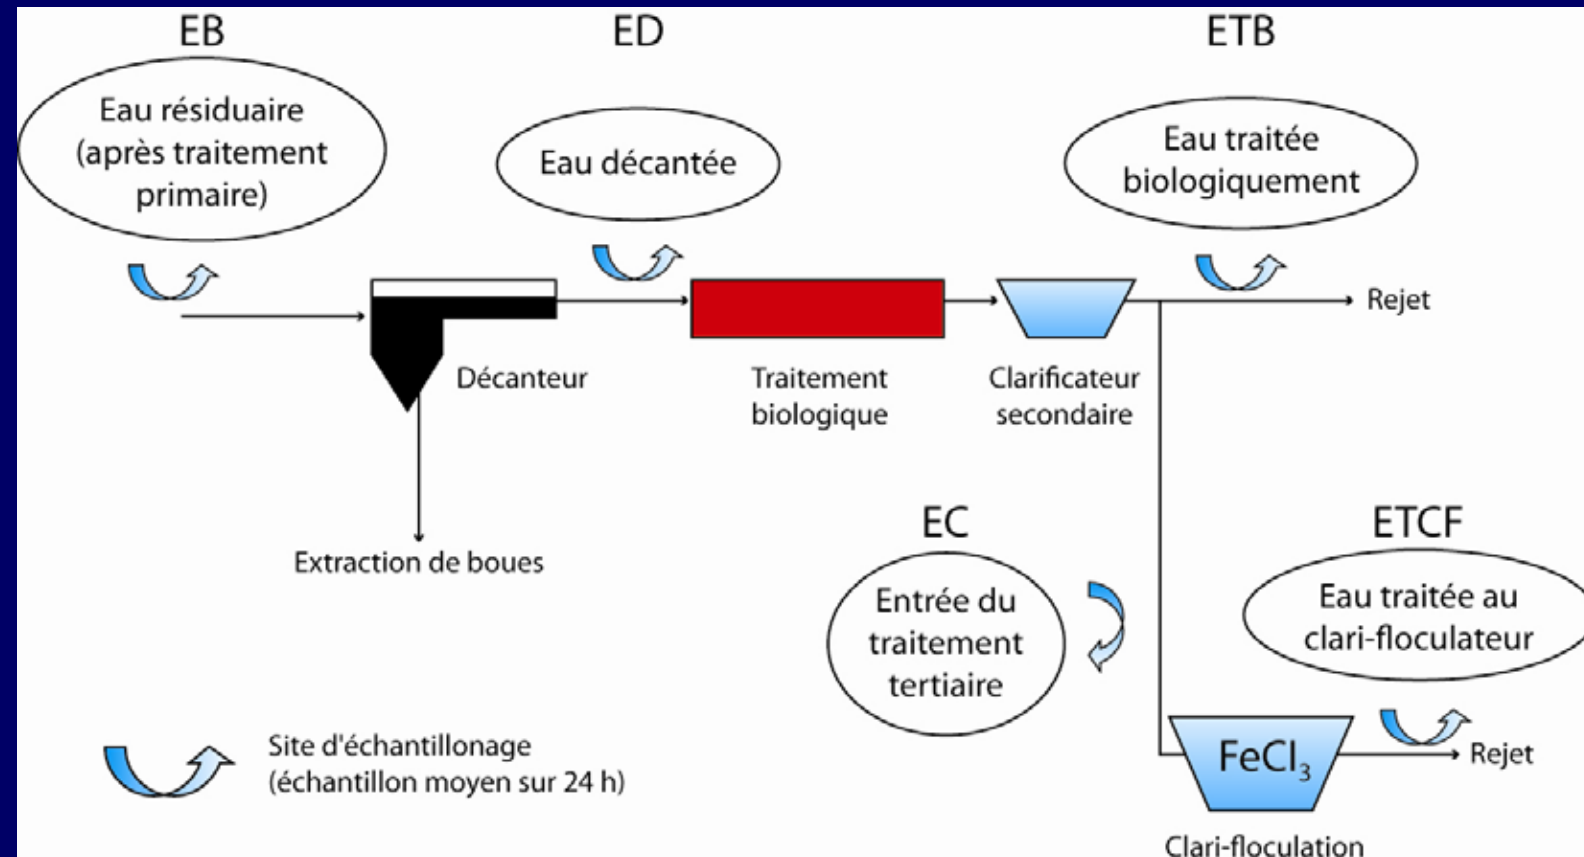 EB
ED
ETB
Eau résiduaire
(après traitement
primaire)
Eau décantée
Eau traitée
biologiquement
Rejet
Décanteur
Traitement
biologique
Clarificateur
secondaire
Extraction de boues
EC
ETCF
Entrée du
traitement
tertiaire
Eau traitée au
clari-floculateur
FeCl₃
Rejet
Clari-floculation
Site d'échantillonage
(échantillon moyen sur 24 h)